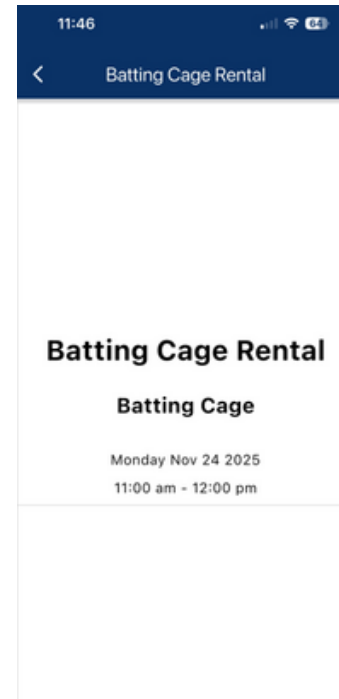 11:46
64
Batting Cage Rental
Batting Cage Rental
Batting Cage
Monday Nov 24 2025
11:00 am - 12:00 pm